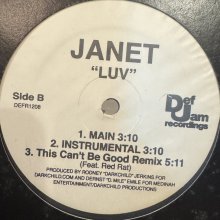 JANET
"LUV"
Side B
DEFR1208
Def Jam
recordings
1. MAIN 3:10
2. INSTRUMENTAL 3:10
3. This Can't Be Good Remix 5:11
(Feat. Red Rat)
PRODUCED BY RODNEY "DARKCHILD" JERKINS FOR
DARKCHILD.COM AND DERNST "D. MILE" EMILE FOR MEDINAH
ENTERTAINMENT/DARKCHILD PRODUCTIONS